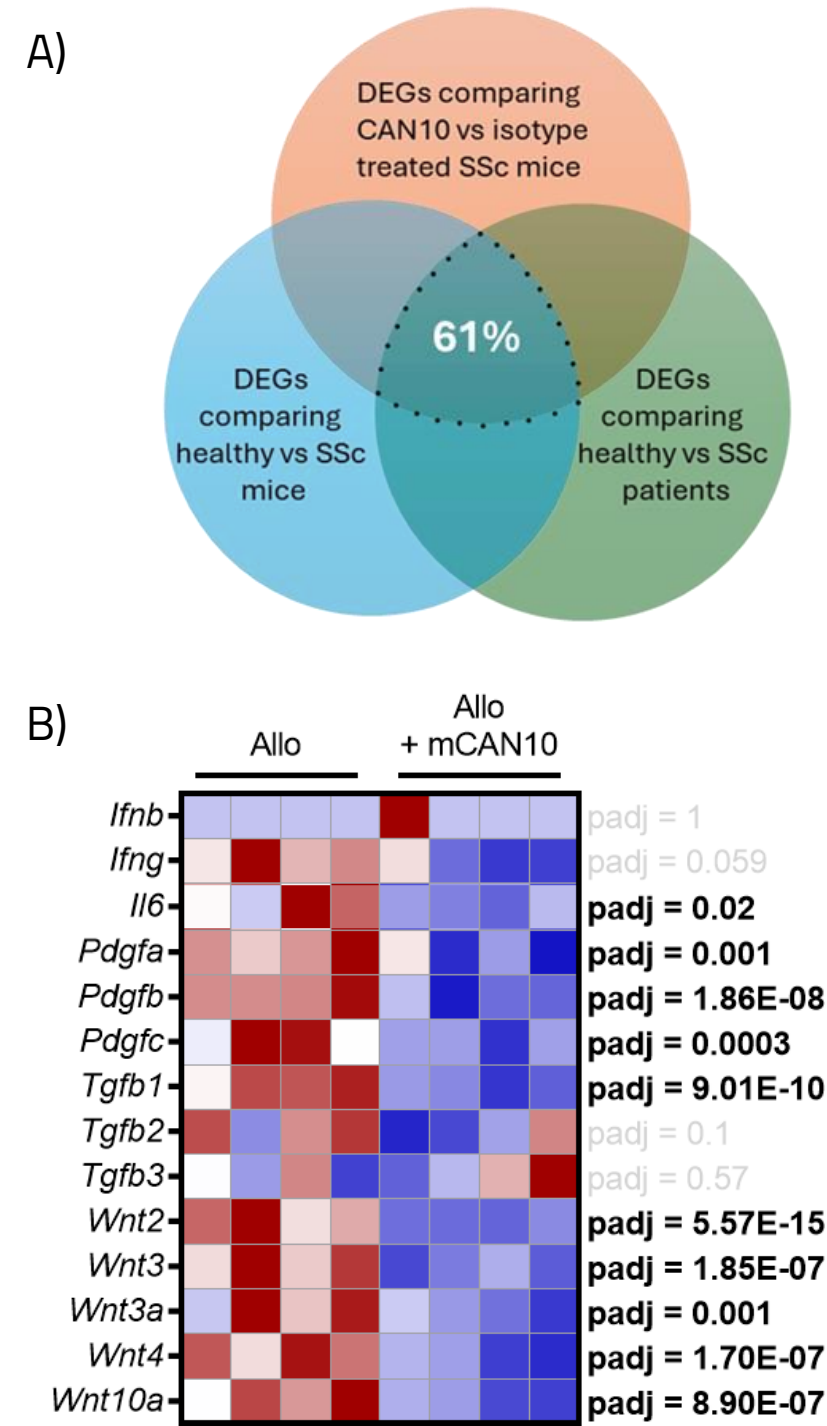 A)
DEGs comparing
CAN10 vs isotype
treated SSc mice
61%
DEGs
comparing
healthy vs SSc
mice
DEGs
comparing
healthy vs SSc
patients
B)
Allo
Allo
+ mCAN10
Ifnb padj = 1
Ifng padj = 0.059
Il6 padj = 0.02
Pdgfa padj = 0.001
Pdgfb padj = 1.86E-08
Pdgfc padj = 0.0003
Tgfb1 padj = 9.01E-10
Tgfb2 padj = 0.1
Tgfb3 padj = 0.57
Wnt2 padj = 5.57E-15
Wnt3 padj = 1.85E-07
Wnt3a padj = 0.001
Wnt4 padj = 1.70E-07
Wnt10a padj = 8.90E-07